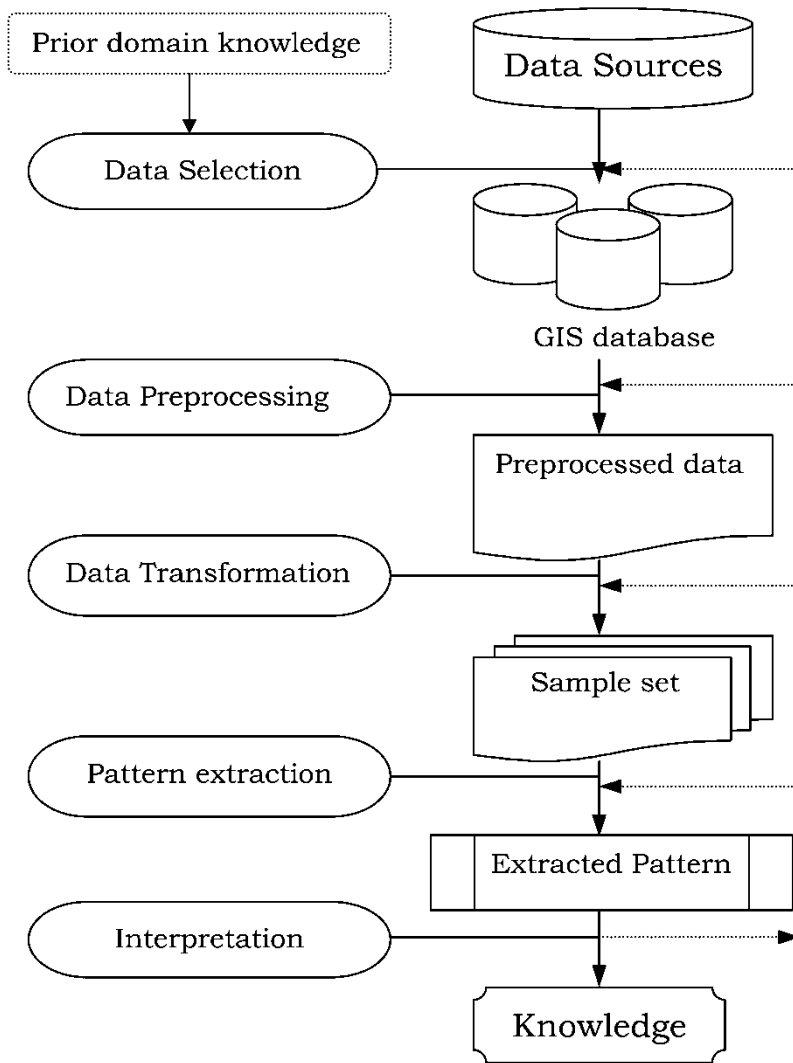 Prior domain knowledge
Data Sources
Data Selection
GIS database
Data Preprocessing
Preprocessed data
Data Transformation
Sample set
Pattern extraction
Extracted Pattern
Interpretation
Knowledge